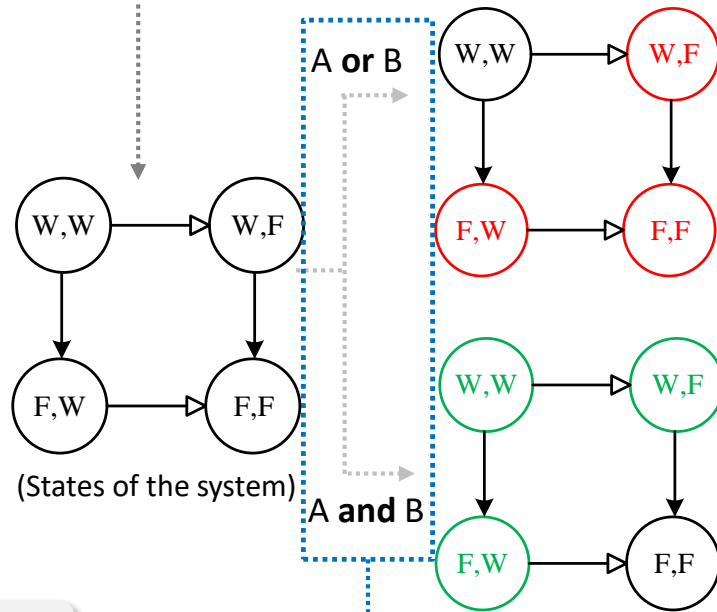 A or B
W,W
W,F
F,W
F,F
W,W
W,F
F,W
F,F
(States of the system)
W,W
W,F
A and B
F,W
F,F